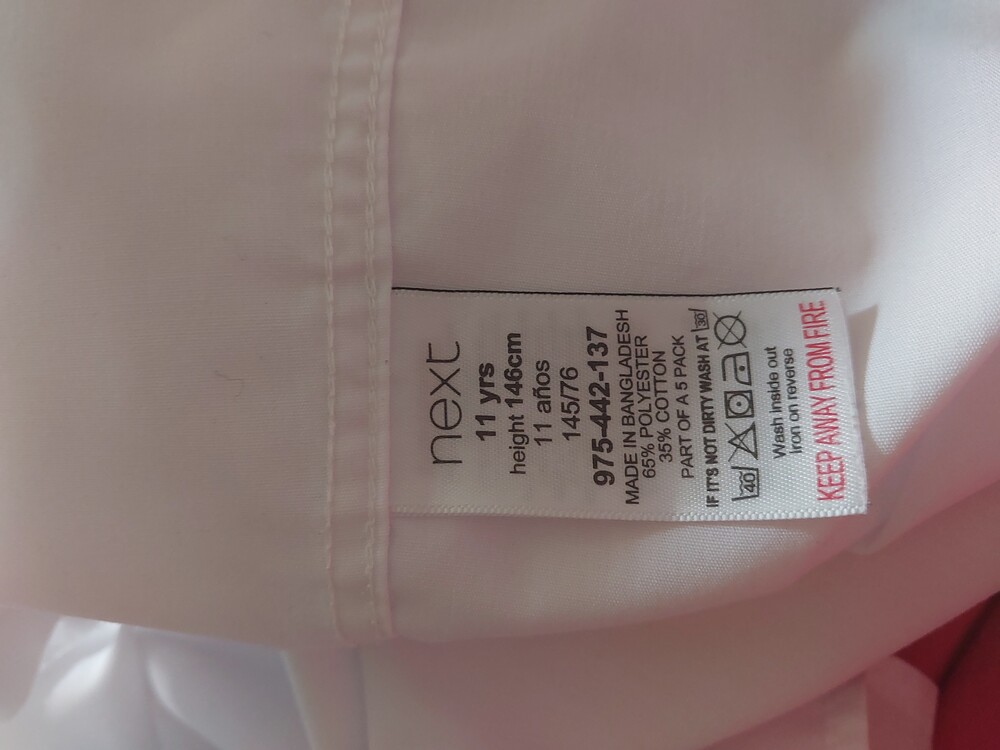 next
11 yrs
height 146cm
11 años
145/76
975-442-137
MADE IN BANGLADESH
65% POLYESTER
35% COTTON
PART OF A 5 PACK
IF IT'S NOT DIRTY WASH AT 30
40
Wash inside out
iron on reverse
KEEP AWAY FROM FIRE